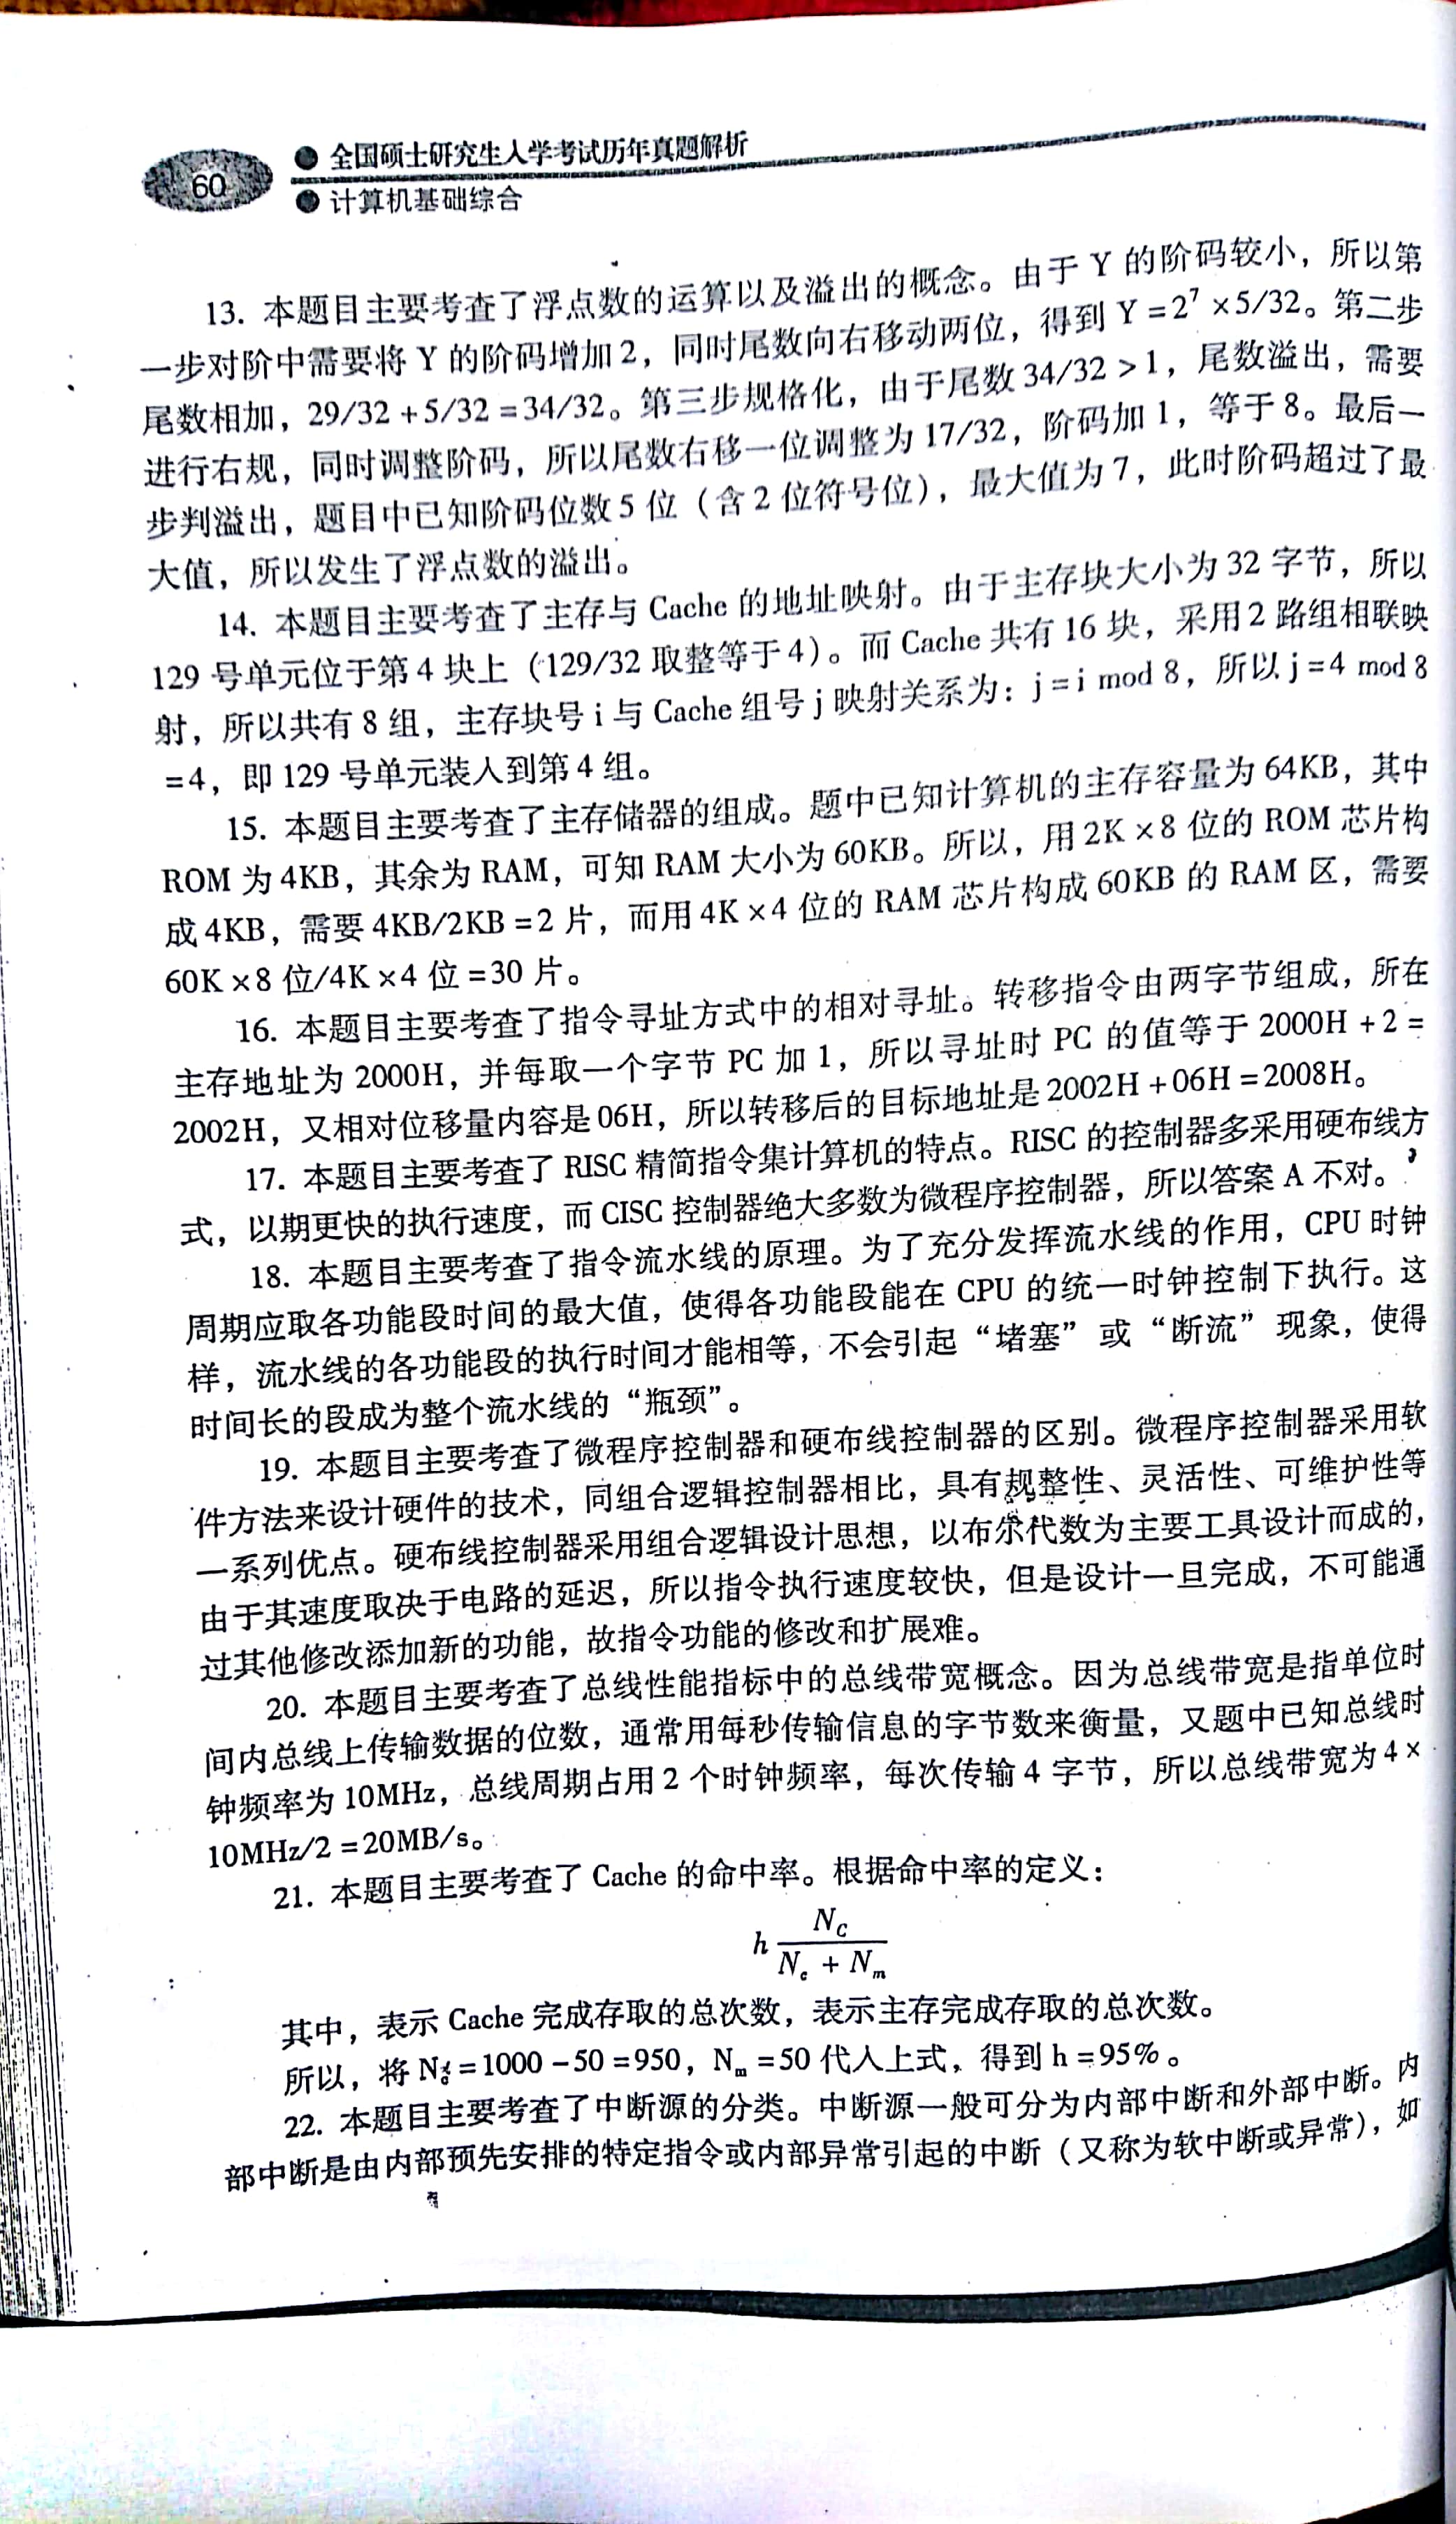 60
全国硕士研究生入学考试历年真题解析
计算机基础综合
13. 本题目主要考查了浮点数的运算以及溢出的概念。由于 Y 的阶码较小，所以第
一步对阶中需要将 Y 的阶码增加 2，同时尾数向右移动两位，得到 Y = 2⁷ × 5/32。第二步
尾数相加，29/32 + 5/32 = 34/32。第三步规格化，由于尾数 34/32 > 1，尾数溢出，需要
进行右规，同时调整阶码，所以尾数右移一位调整为 17/32，阶码加 1，等于 8。最后一
步判溢出，题目中已知阶码位数 5 位（含 2 位符号位），最大值为 7，此时阶码超过了最
大值，所以发生了浮点数的溢出。
14. 本题目主要考查了主存与 Cache 的地址映射。由于主存块大小为 32 字节，所以
129 号单元位于第 4 块上（129/32 取整等于 4）。而 Cache 共有 16 块，采用 2 路组相联映
射，所以共有 8 组，主存块号 i 与 Cache 组号 j 映射关系为：j = i mod 8，所以 j = 4 mod 8
= 4，即 129 号单元装入到第 4 组。
15. 本题目主要考查了主存储器的组成。题中已知计算机的主存容量为 64KB，其中
ROM 为 4KB，其余为 RAM，可知 RAM 大小为 60KB。所以，用 2K × 8 位的 ROM 芯片构
成 4KB，需要 4KB/2KB = 2 片，而用 4K × 4 位的 RAM 芯片构成 60KB 的 RAM 区，需要
60K × 8 位/4K × 4 位 = 30 片。
16. 本题目主要考查了指令寻址方式中的相对寻址。转移指令由两字节组成，所在
主存地址为 2000H，并每取一个字节 PC 加 1，所以寻址时 PC 的值等于 2000H + 2 =
2002H，又相对位移量内容是 06H，所以转移后的目标地址是 2002H + 06H = 2008H。
17. 本题目主要考查了 RISC 精简指令集计算机的特点。RISC 的控制器多采用硬布线方
式，以期更快的执行速度，而 CISC 控制器绝大多数为微程序控制器，所以答案 A 不对。
18. 本题目主要考查了指令流水线的原理。为了充分发挥流水线的作用，CPU 时钟
周期应取各功能段时间的最大值，使得各功能段能在 CPU 的统一时钟控制下执行。这
样，流水线的各功能段的执行时间才能相等，不会引起“堵塞”或“断流”现象，使得
时间长的段成为整个流水线的“瓶颈”。
19. 本题目主要考查了微程序控制器和硬布线控制器的区别。微程序控制器采用软
件方法来设计硬件的技术，同组合逻辑控制器相比，具有规整性、灵活性、可维护性等
一系列优点。硬布线控制器采用组合逻辑设计思想，以布尔代数为主要工具设计而成的，
由于其速度取决于电路的延迟，所以指令执行速度较快，但是设计一旦完成，不可能通
过其他修改添加新的功能，故指令功能的修改和扩展难。
20. 本题目主要考查了总线性能指标中的总线带宽概念。因为总线带宽是指单位时
间内总线上传输数据的位数，通常用每秒传输信息的字节数来衡量，又题中已知总线时
钟频率为 10MHz，总线周期占用 2 个时钟频率，每次传输 4 字节，所以总线带宽为 4 ×
10MHz/2 = 20MB/s。
21. 本题目主要考查了 Cache 的命中率。根据命中率的定义：
h N_C / (N_c + N_m)
其中，表示 Cache 完成存取的总次数，表示主存完成存取的总次数。
所以，将 N_c = 1000 − 50 = 950，N_m = 50 代入上式，得到 h = 95%。
22. 本题目主要考查了中断源的分类。中断源一般可分为内部中断和外部中断。内
部中断是由内部预先安排的特定指令或内部异常引起的中断（又称为软中断或异常），如